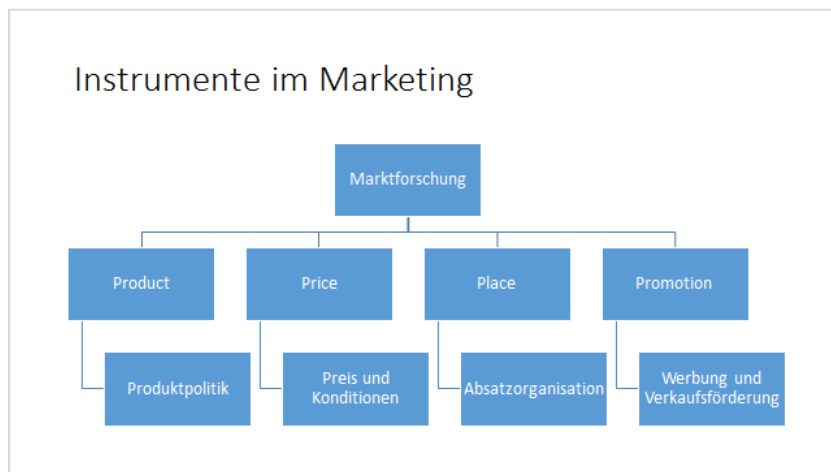 Instrumente im Marketing
Marktforschung
Product
Price
Place
Promotion
Produktpolitik
Preis und
Konditionen
Absatzorganisation
Werbung und
Verkaufsförderung